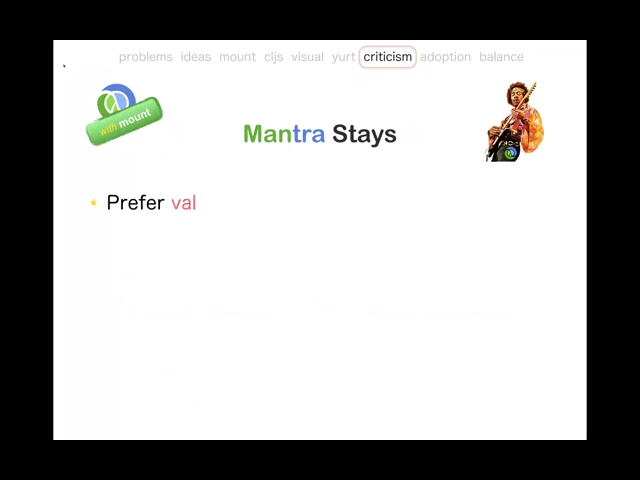 problems ideas mount cljs visual yurt criticism adoption balance
with mount
Mantra Stays
Prefer val